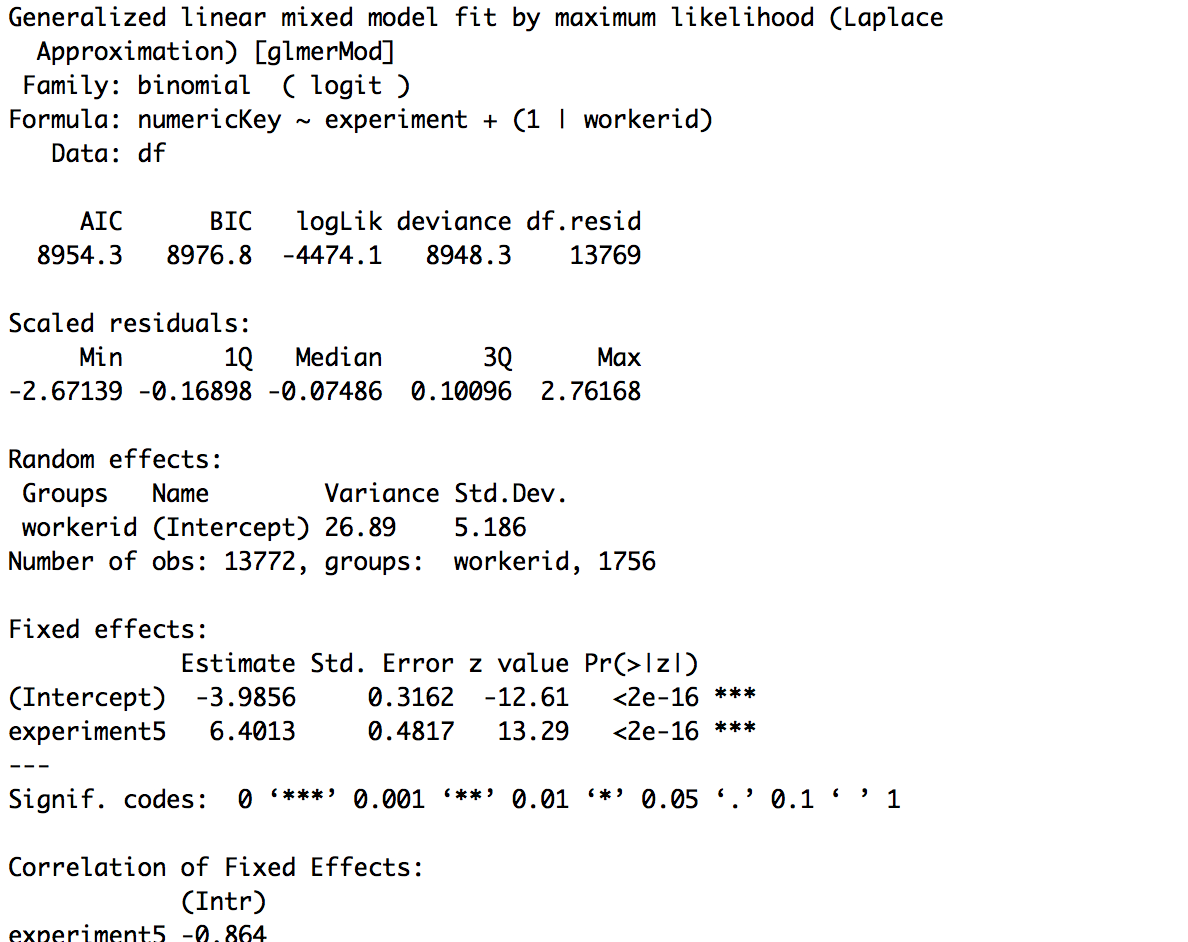 Generalized linear mixed model fit by maximum likelihood (Laplace
  Approximation) [glmerMod]
 Family: binomial  ( logit )
Formula: numericKey ~ experiment + (1 | workerid)
   Data: df

     AIC      BIC   logLik deviance df.resid
  8954.3   8976.8  -4474.1   8948.3    13769

Scaled residuals:
     Min       1Q   Median       3Q      Max
-2.67139 -0.16898 -0.07486  0.10096  2.76168

Random effects:
 Groups   Name        Variance Std.Dev.
 workerid (Intercept) 26.89    5.186
Number of obs: 13772, groups:  workerid, 1756

Fixed effects:
            Estimate Std. Error z value Pr(>|z|)
(Intercept)  -3.9856     0.3162  -12.61   <2e-16 ***
experiment5   6.4013     0.4817   13.29   <2e-16 ***
---
Signif. codes:  0 ‘***’ 0.001 ‘**’ 0.01 ‘*’ 0.05 ‘.’ 0.1 ‘ ’ 1

Correlation of Fixed Effects:
            (Intr)
experiment5 -0.864